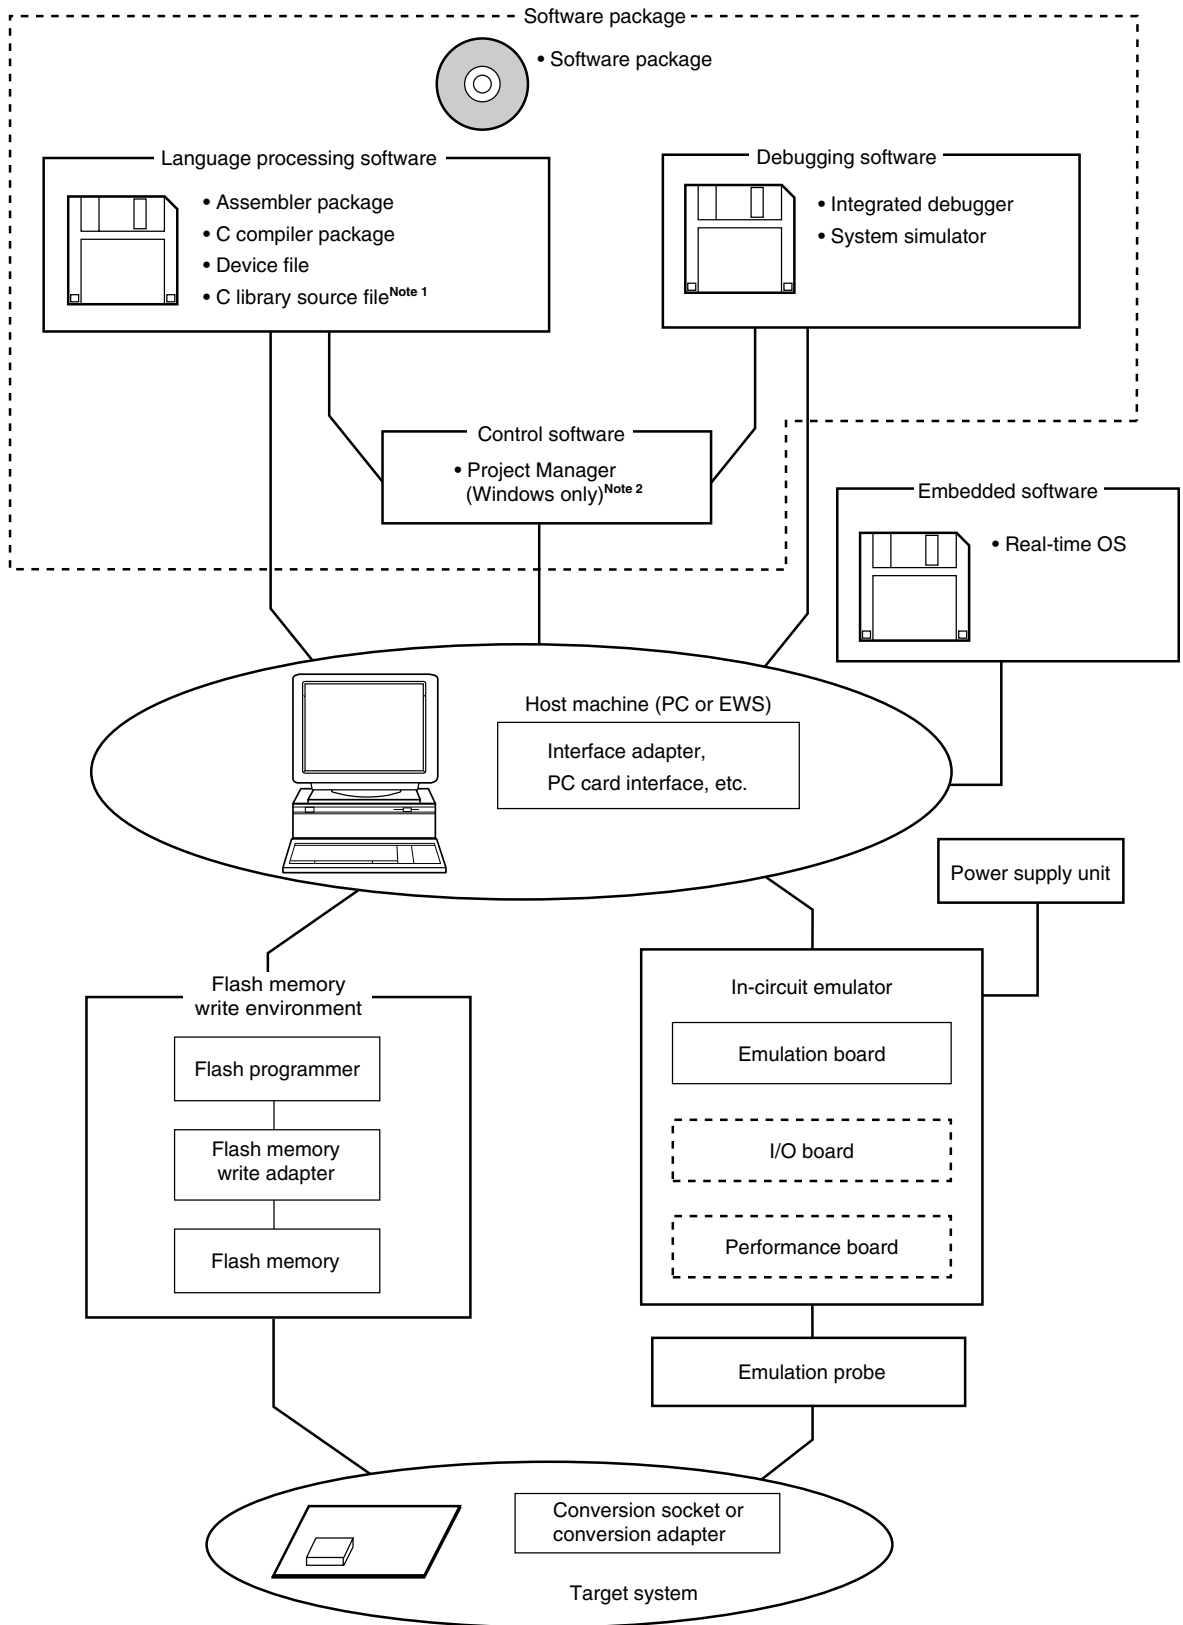 Software package
• Software package
Language processing software
• Assembler package
• C compiler package
• Device file
• C library source fileNote 1
Debugging software
• Integrated debugger
• System simulator
Control software
• Project Manager
(Windows only)Note 2
Embedded software
• Real-time OS
Host machine (PC or EWS)
Interface adapter,
PC card interface, etc.
Power supply unit
Flash memory
write environment
Flash programmer
Flash memory
write adapter
Flash memory
In-circuit emulator
Emulation board
I/O board
Performance board
Emulation probe
Conversion socket or
conversion adapter
Target system